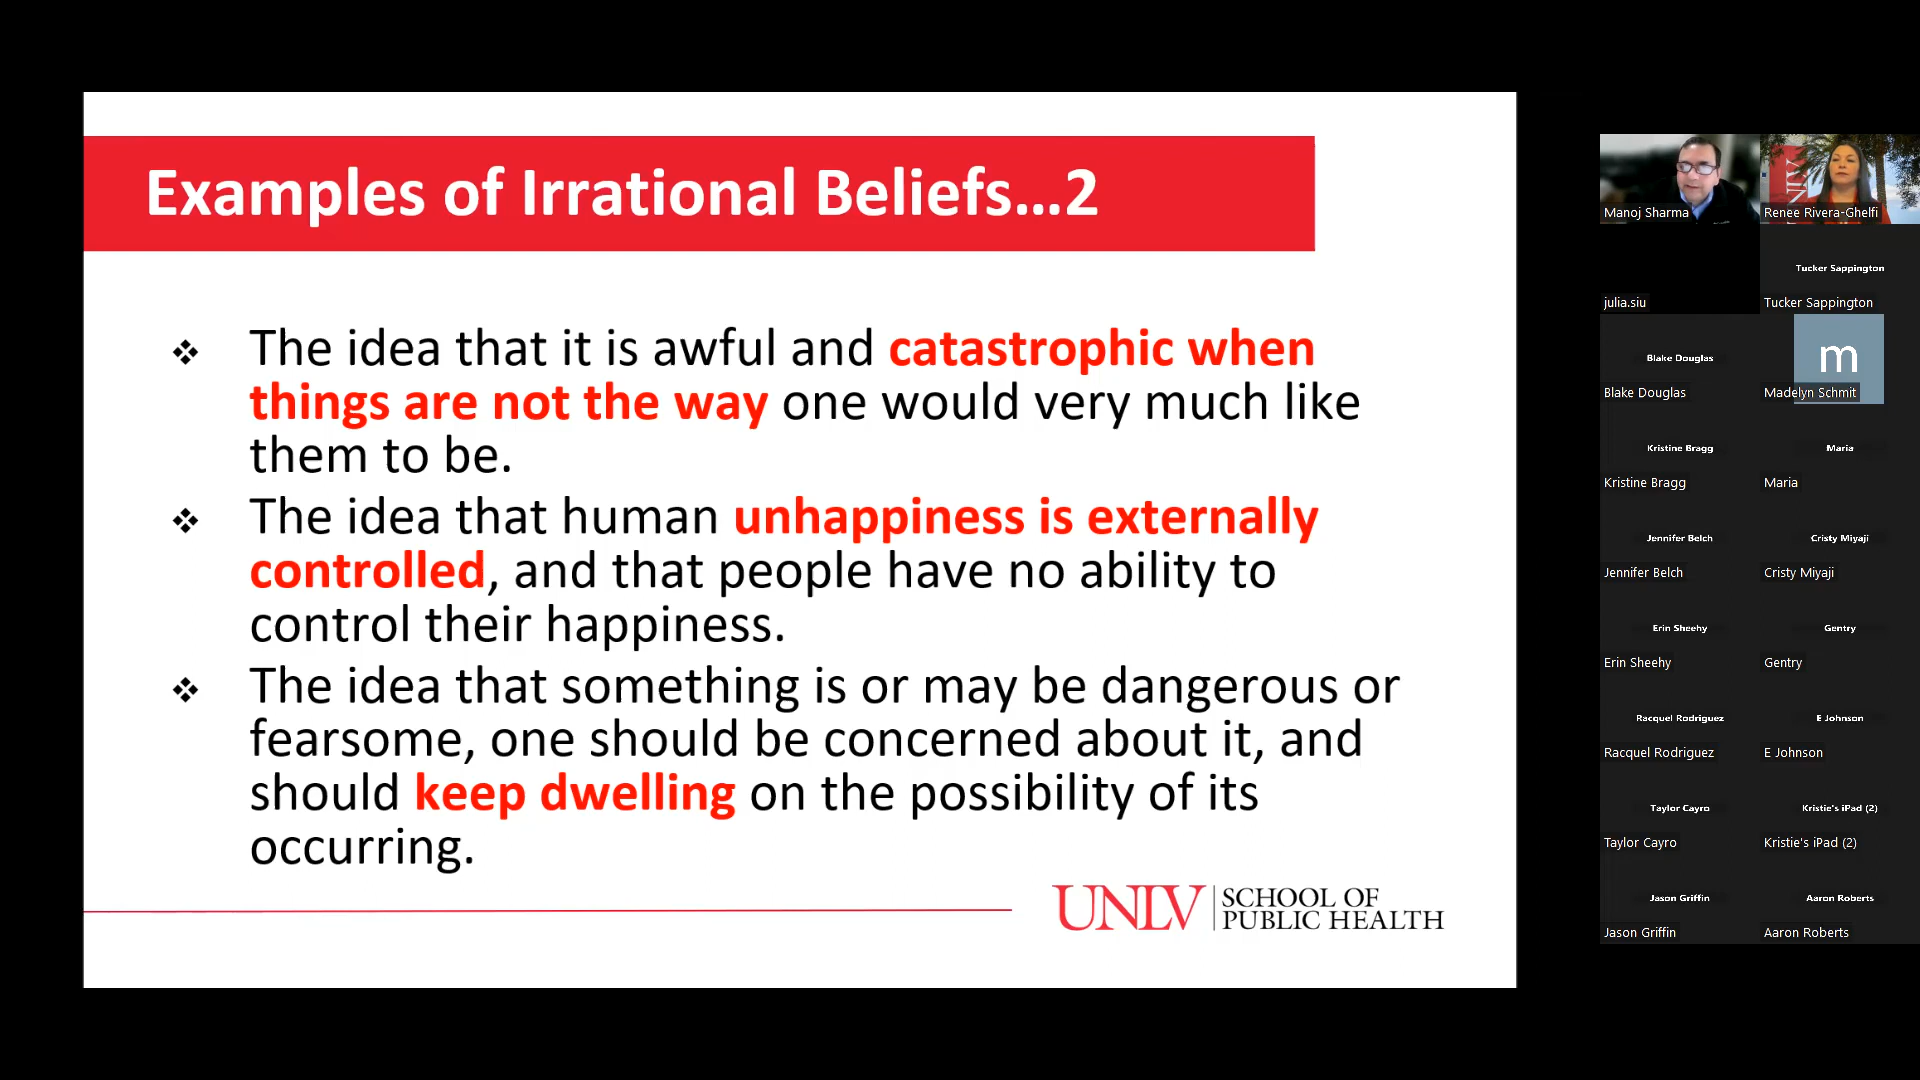 Examples of Irrational Beliefs...2
❖ The idea that it is awful and catastrophic when
things are not the way one would very much like
them to be.
❖ The idea that human unhappiness is externally
controlled, and that people have no ability to
control their happiness.
❖ The idea that something is or may be dangerous or
fearsome, one should be concerned about it, and
should keep dwelling on the possibility of its
occurring.
UNLV SCHOOL OF
PUBLIC HEALTH
Manoj Sharma
Renee Rivera-Ghelfi
julia.siu
Tucker Sappington
Tucker Sappington
Blake Douglas
Blake Douglas
m
Madelyn Schmit
Kristine Bragg
Kristine Bragg
Maria
Maria
Jennifer Belch
Jennifer Belch
Cristy Miyaji
Cristy Miyaji
Erin Sheehy
Erin Sheehy
Gentry
Gentry
Racquel Rodriguez
Racquel Rodriguez
E Johnson
E Johnson
Taylor Cayro
Taylor Cayro
Kristie's iPad (2)
Kristie's iPad (2)
Jason Griffin
Jason Griffin
Aaron Roberts
Aaron Roberts